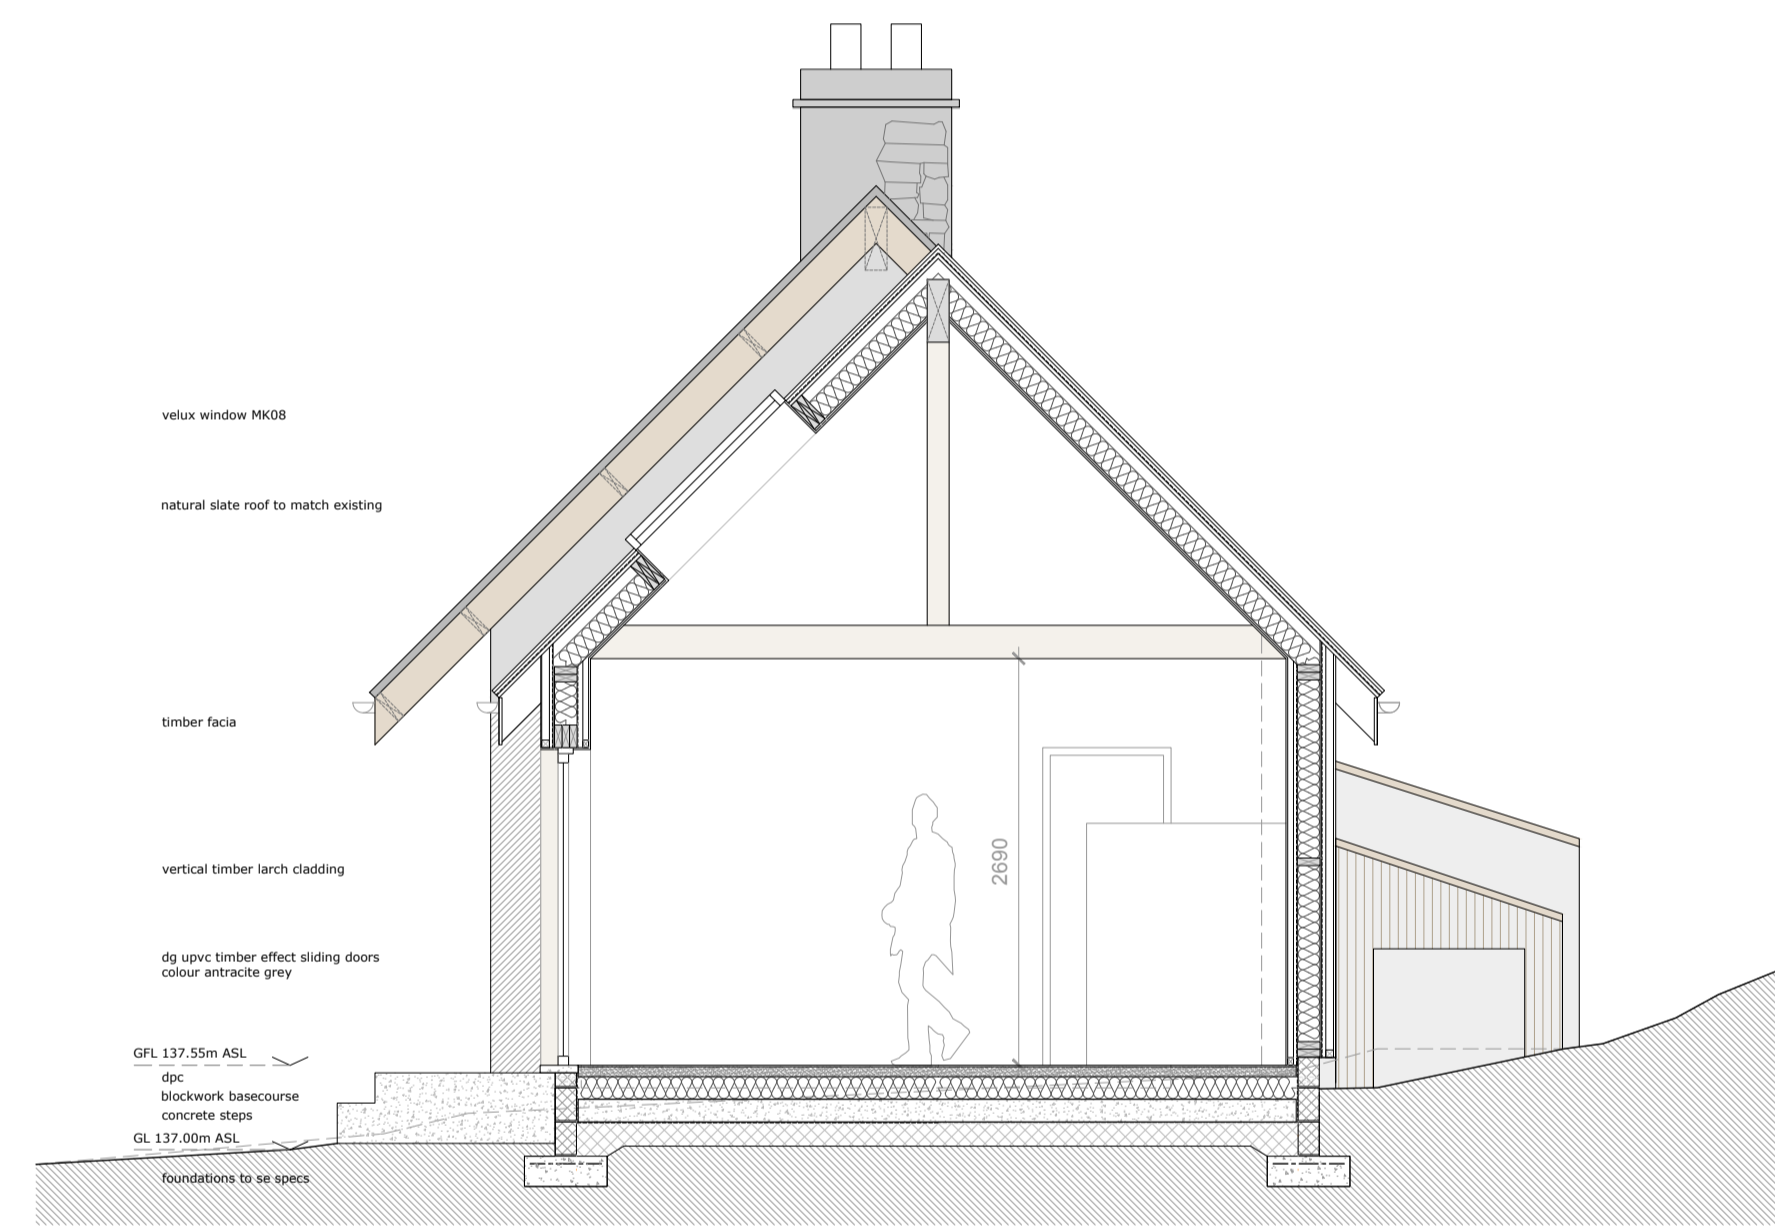 velux window MK08
natural slate roof to match existing
timber facia
vertical timber larch cladding
2690
dg upvc timber effect sliding doors
colour antracite grey
GFL 137.55m ASL
dpc
blockwork basecourse
concrete steps
GL 137.00m ASL
foundations to se specs